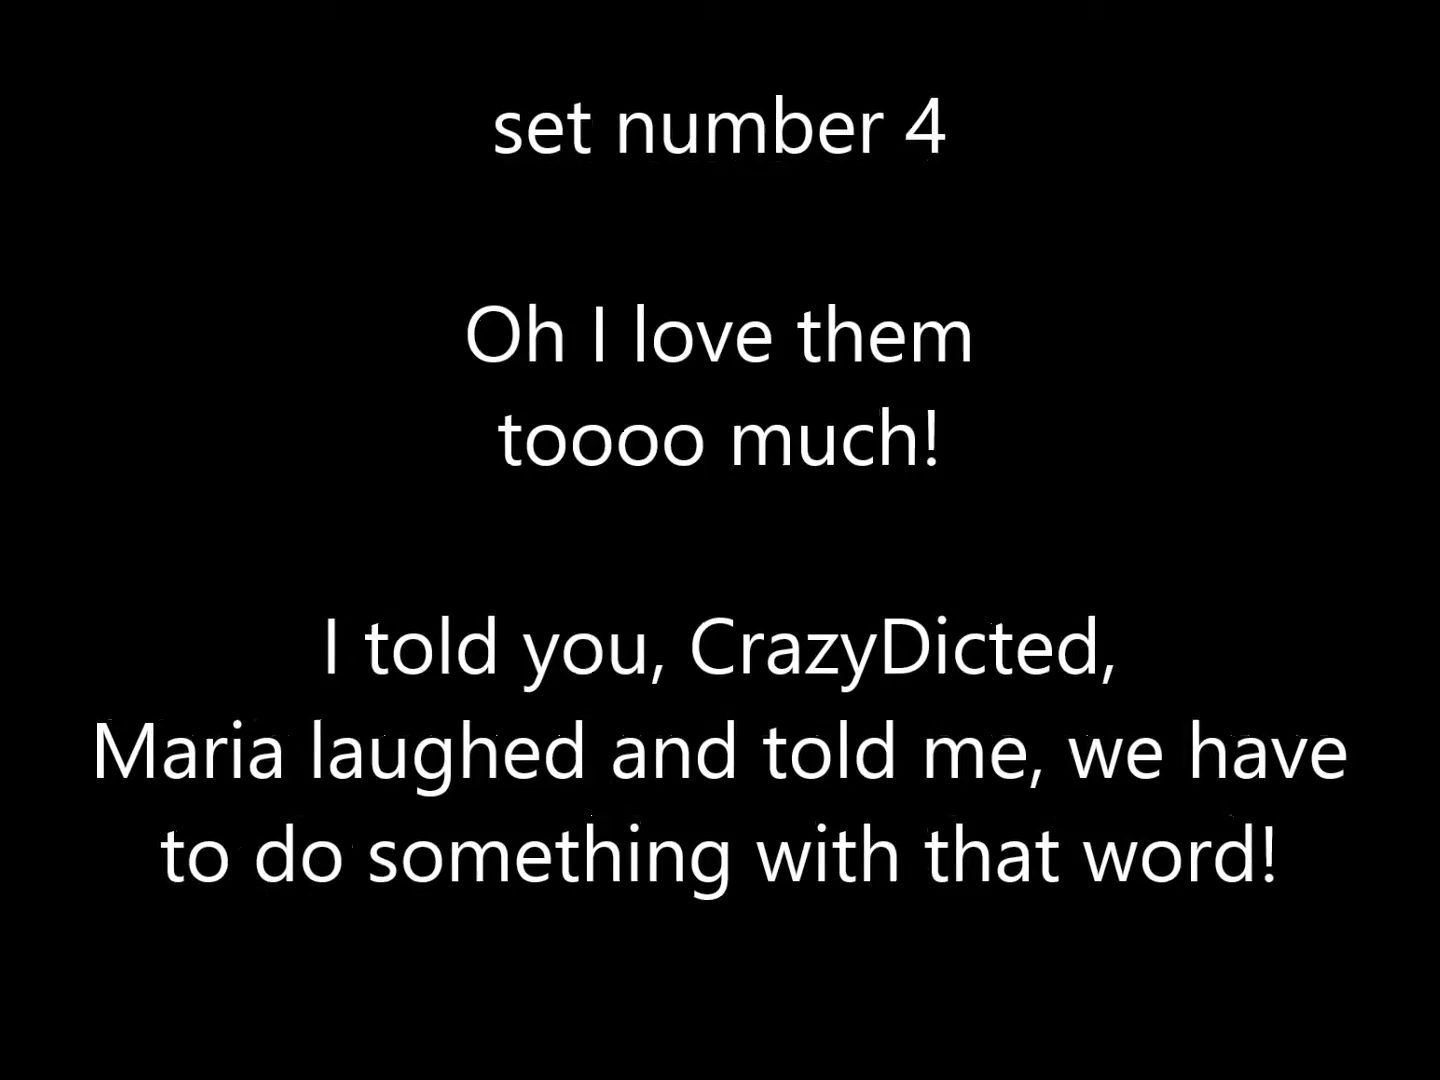 set number 4
Oh I love them
toooo much!
I told you, CrazyDicted,
Maria laughed and told me, we have
to do something with that word!